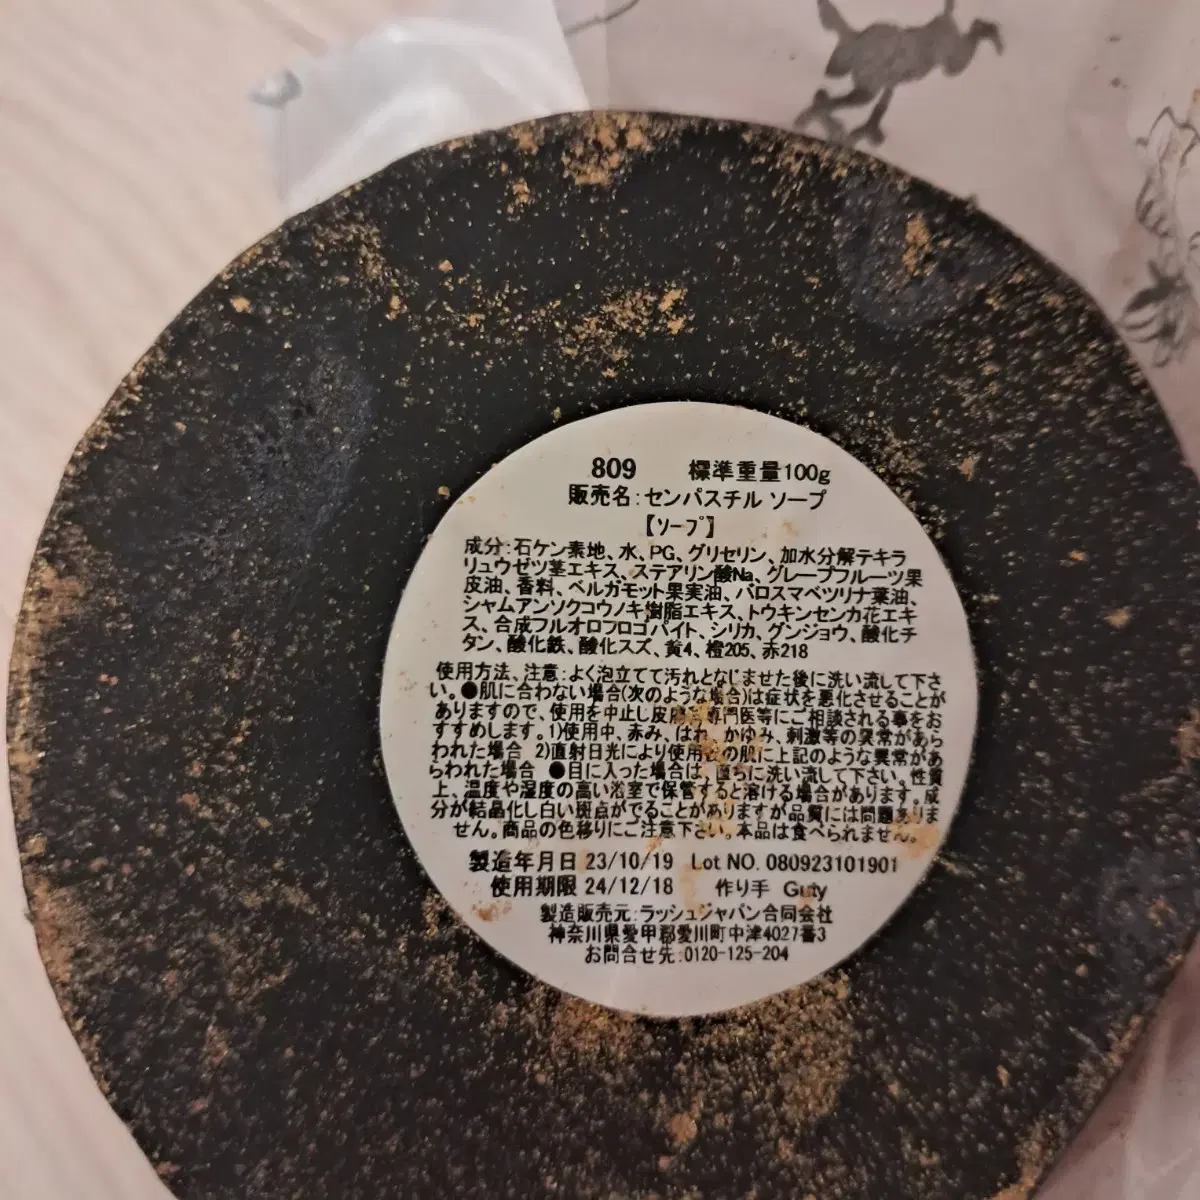 809 標準重量100g
販売名:センパスチル ソープ
【ソープ】
成分:石ケン素地、水、PG、グリセリン、加水分解テキラ
リュウゼツ茎エキス、ステアリン酸Na、グレープフルーツ果
皮油、香料、ベルガモット果実油、バロスマベツリナ葉油、
シャムアンソクコウノキ樹脂エキス、トウキンセンカ花エキ
ス、合成フルオロフロゴパイト、シリカ、グンジョウ、酸化チ
タン、酸化鉄、酸化スズ、黄4、橙205、赤218
使用方法、注意:よく泡立てて汚れとなじませた後に洗い流して下さ
い。●肌に合わない場合(次のような場合)は症状を悪化させることが
ありますので、使用を中止し皮膚科専門医等にご相談される事をお
すすめします。1)使用中、赤み、はれ、かゆみ、刺激等の異常があら
われた場合 2)直射日光により使用後の肌に上記のような異常があ
らわれた場合 ●目に入った場合は、直ちに洗い流して下さい。性質
上、温度や湿度の高い浴室で保管すると溶ける場合があります。成
分が結晶化し白い斑点がでることがありますが品質には問題ありま
せん。商品の色移りにご注意下さい。本品は食べられません。
製造年月日 23/10/19 Lot NO. 080923101901
使用期限 24/12/18 作り手 Guty
製造販売元:ラッシュジャパン合同会社
神奈川県愛甲郡愛川町中津4027番3
お問合せ先:0120-125-204